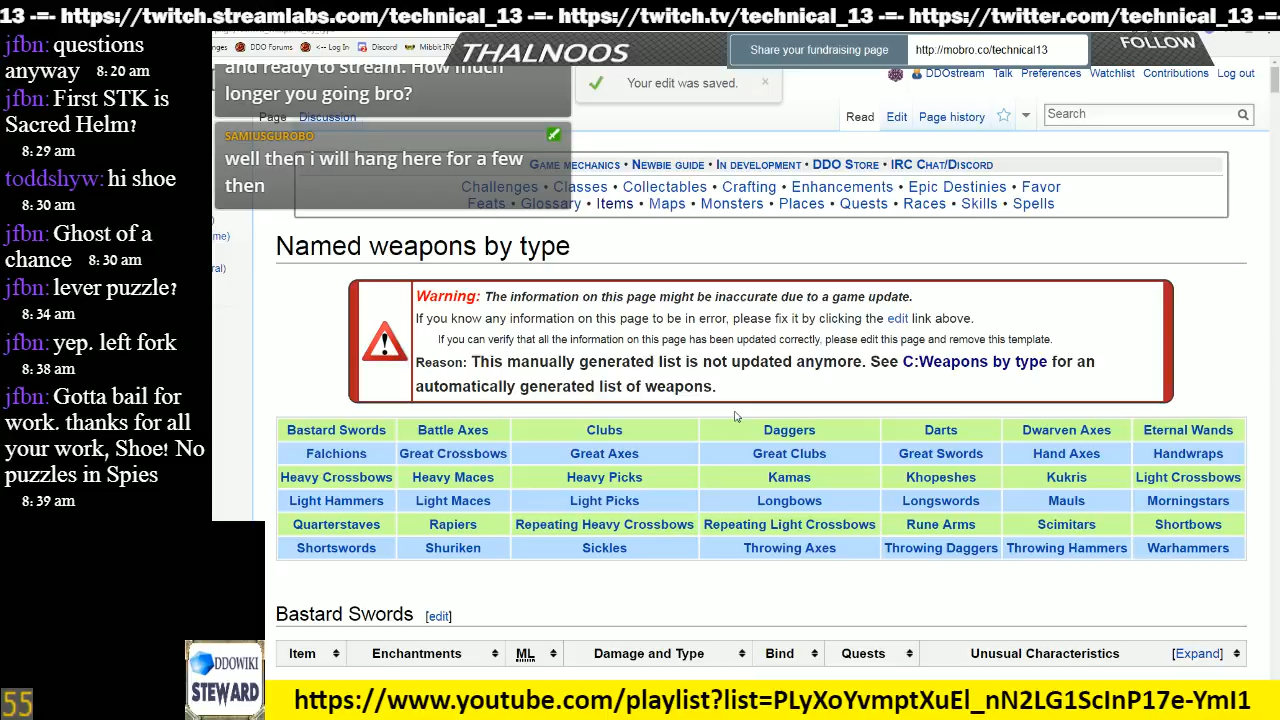 13 -=- https://twitch.streamlabs.com/technical_13 -=- https://twitch.tv/technical_13 -=- https://twitter.com/technical_13 -=-
jfbn: questions
anyway 8:20 am
jfbn: First STK is
Sacred Helm?
8:29 am
toddshyw: hi shoe
8:30 am
jfbn: Ghost of a
chance 8:30 am
jfbn: lever puzzle?
8:34 am
jfbn: yep. left fork
8:38 am
jfbn: Gotta bail for
work. thanks for all
your work, Shoe! No
puzzles in Spies
8:39 am
55
DDO Forums <-- Log In Discord Mibbit
THALNOOS
Share your fundraising page http://mobro.co/technical13
FOLLOW
and ready to stream. How much
longer you going bro?
SAMIUSGUROBO
well then i will hang here for a few
then
Your edit was saved. ×
DDOstream Talk Preferences Watchlist Contributions Log out
Page Discussion
Read Edit Page history
Search
Game mechanics • Newbie guide • In development • DDO Store • IRC Chat/Discord
Challenges • Classes • Collectables • Crafting • Enhancements • Epic Destinies • Favor
Feats • Glossary • Items • Maps • Monsters • Places • Quests • Races • Skills • Spells
Named weapons by type
Warning: The information on this page might be inaccurate due to a game update.
If you know any information on this page to be in error, please fix it by clicking the edit link above.
If you can verify that all the information on this page has been updated correctly, please edit this page and remove this template.
Reason: This manually generated list is not updated anymore. See C:Weapons by type for an
automatically generated list of weapons.
Bastard Swords Battle Axes Clubs Daggers Darts Dwarven Axes Eternal Wands
Falchions Great Crossbows Great Axes Great Clubs Great Swords Hand Axes Handwraps
Heavy Crossbows Heavy Maces Heavy Picks Kamas Khopeshes Kukris Light Crossbows
Light Hammers Light Maces Light Picks Longbows Longswords Mauls Morningstars
Quarterstaves Rapiers Repeating Heavy Crossbows Repeating Light Crossbows Rune Arms Scimitars Shortbows
Shortswords Shuriken Sickles Throwing Axes Throwing Daggers Throwing Hammers Warhammers
Bastard Swords [edit]
Item Enchantments ML Damage and Type Bind Quests Unusual Characteristics [Expand]
DDOWIKI
STEWARD
https://www.youtube.com/playlist?list=PLyXoYvmptXuEl_nN2LG1ScInP17e-YmI1